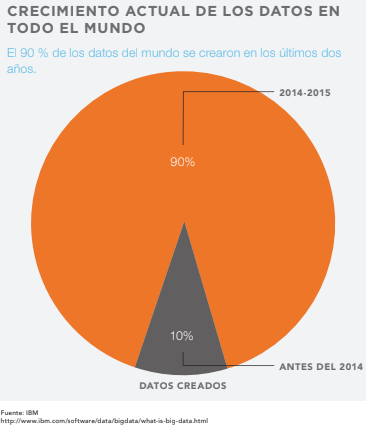 CRECIMIENTO ACTUAL DE LOS DATOS EN
TODO EL MUNDO
El 90 % de los datos del mundo se crearon en los últimos dos
años.
2014-2015
90%
10%
ANTES DEL 2014
DATOS CREADOS
Fuente: IBM
http://www.ibm.com/software/data/bigdata/what-is-big-data.html